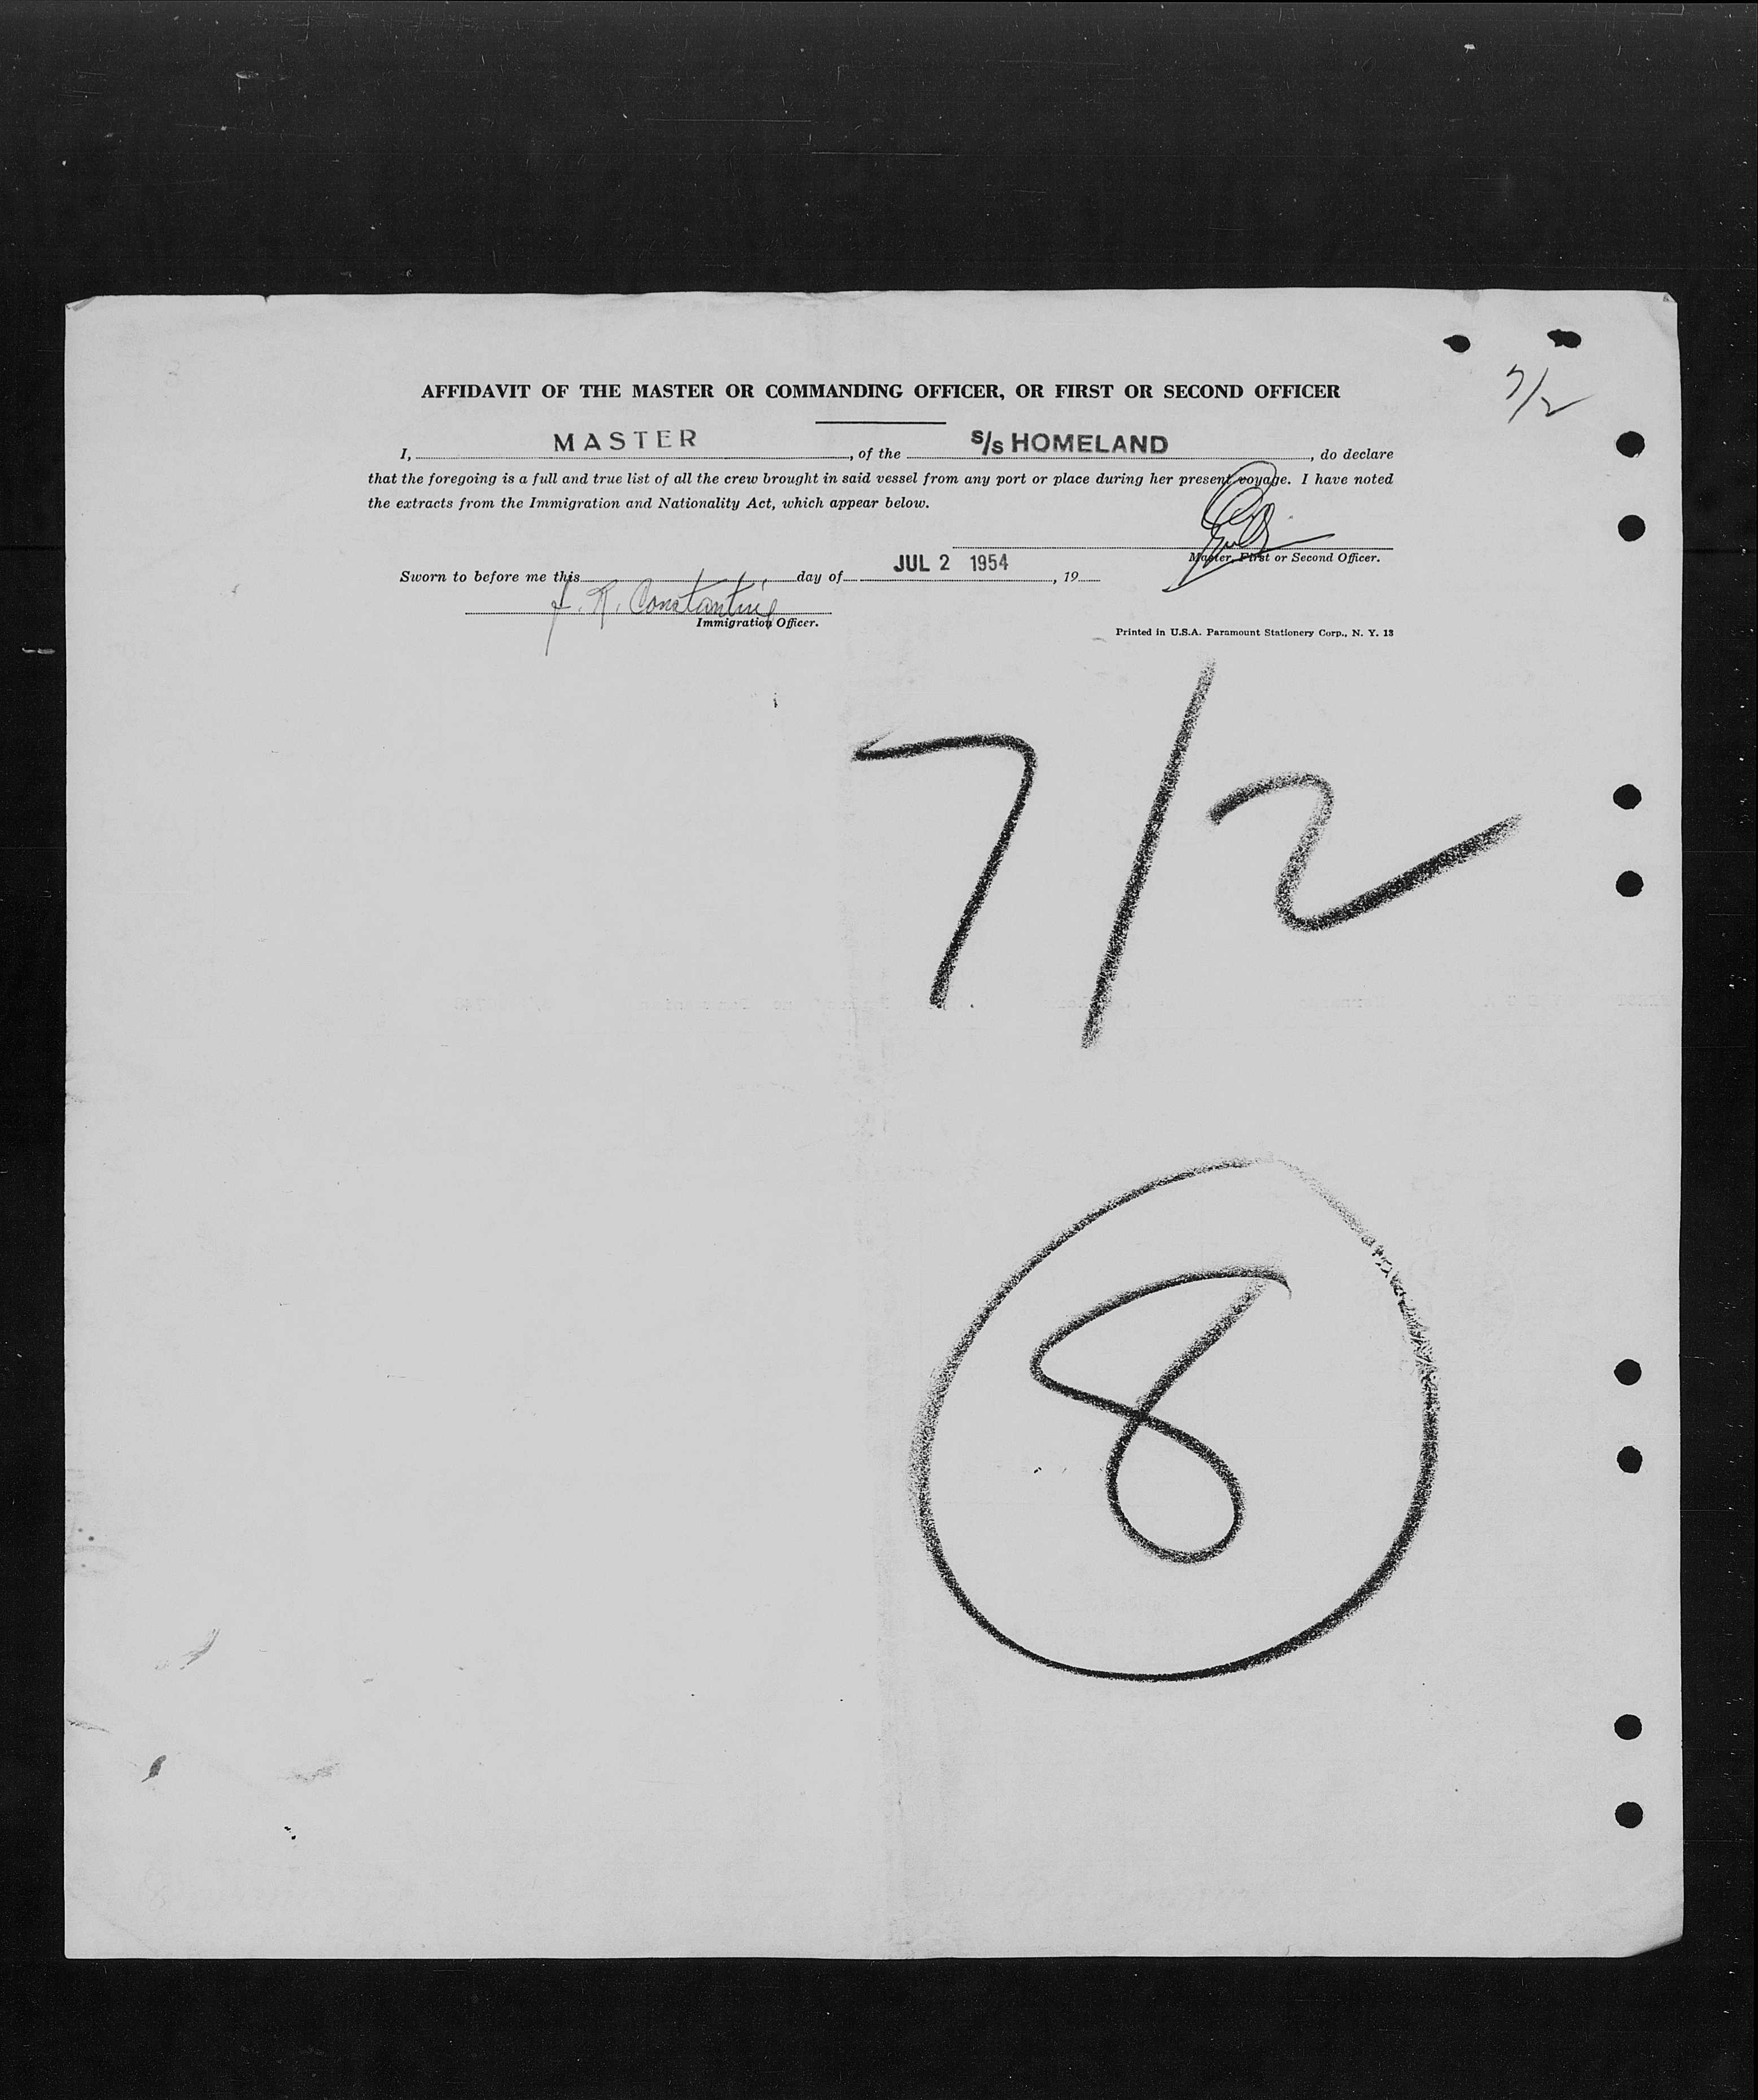 7/2
AFFIDAVIT OF THE MASTER OR COMMANDING OFFICER, OR FIRST OR SECOND OFFICER
I, MASTER, of the S/S HOMELAND, do declare
that the foregoing is a full and true list of all the crew brought in said vessel from any port or place during her present voyage. I have noted
the extracts from the Immigration and Nationality Act, which appear below.
Master, First or Second Officer.
Sworn to before me this day of JUL 2 1954, 19
J. R. Constantine
Immigration Officer.
Printed in U.S.A. Paramount Stationery Corp., N. Y. 13
7/2
8